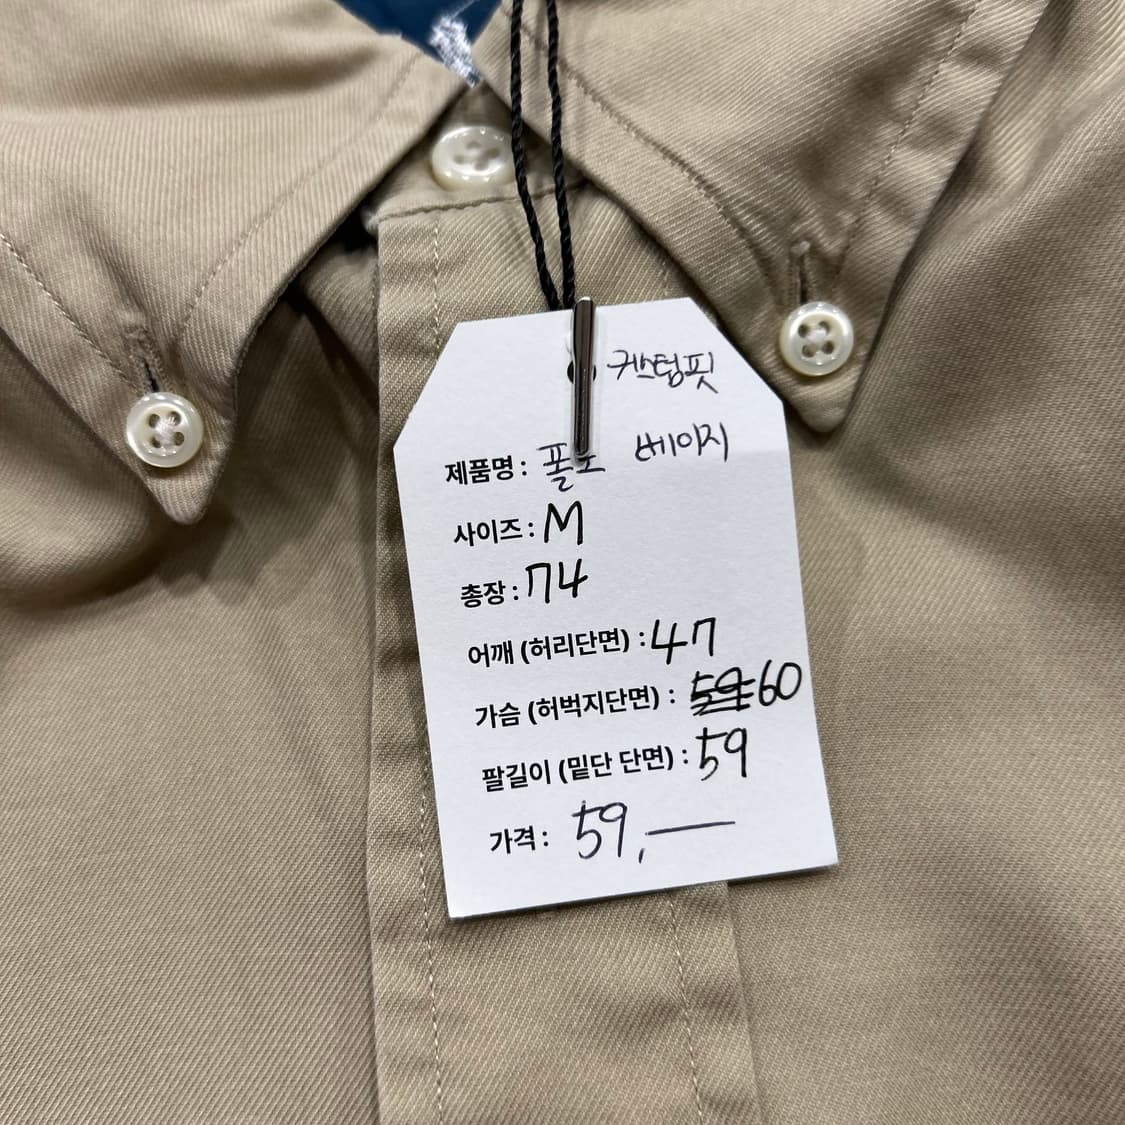 커스텀핏
제품명 : 폴로 베이지
사이즈 : M
총장 : 74
어깨 (허리단면) : 47
가슴 (허벅지단면) : 59 60
팔길이 (밑단 단면) : 59
가격 : 59,—